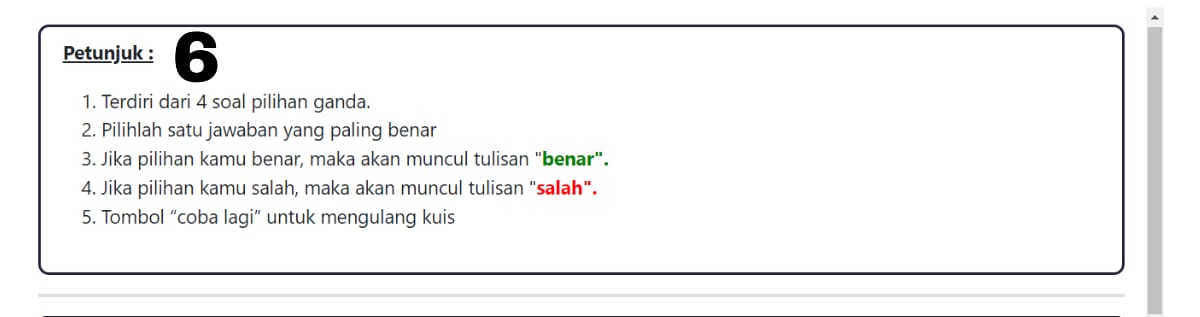 Petunjuk : 6
1. Terdiri dari 4 soal pilihan ganda.
2. Pilihlah satu jawaban yang paling benar
3. Jika pilihan kamu benar, maka akan muncul tulisan "benar".
4. Jika pilihan kamu salah, maka akan muncul tulisan "salah".
5. Tombol “coba lagi” untuk mengulang kuis